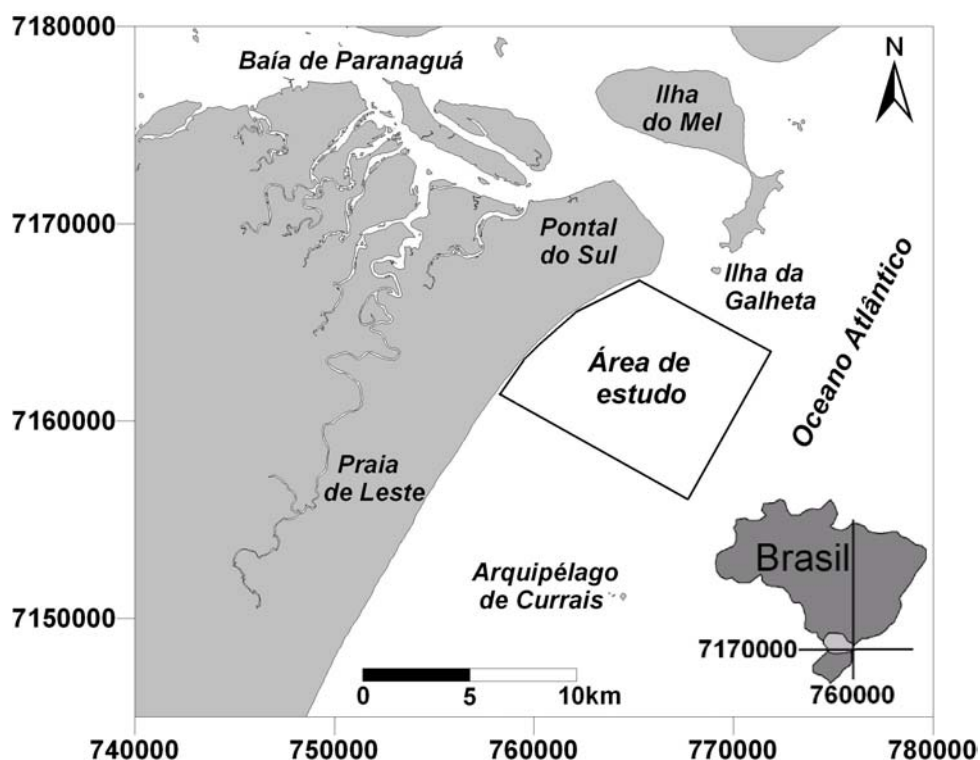 7180000
Baía de Paranaguá
N
Ilha
do Mel
7170000
Pontal
do Sul
Ilha da
Galheta
Oceano Atlântico
Área de
estudo
7160000
Praia
de Leste
Brasil
Arquipélago
de Currais
7150000
7170000
760000
0
5
10km
740000
750000
760000
770000
780000